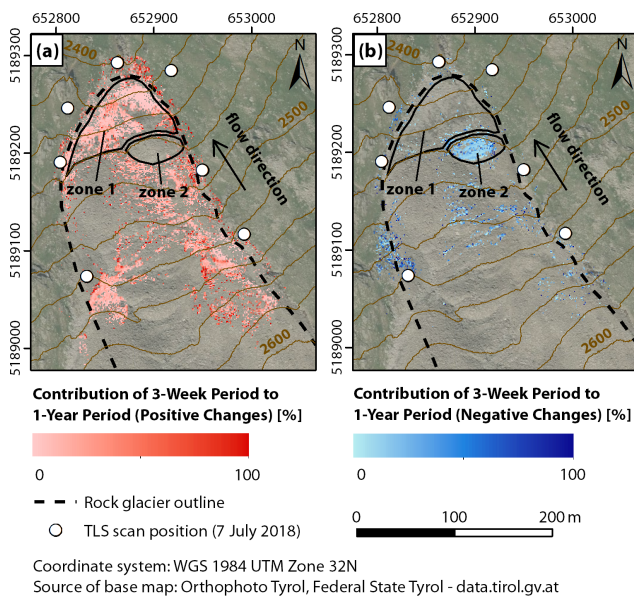 652800 652900 653000
652800 652900 653000
5189300
5189200
5189100
5189000
(a)
2400
N
2500
flow direction
zone 1
zone 2
2600
(b)
2400
N
2500
flow direction
zone 1
zone 2
2600
Contribution of 3-Week Period to
1-Year Period (Positive Changes) [%]
0 100
Contribution of 3-Week Period to
1-Year Period (Negative Changes) [%]
0 100
Rock glacier outline
TLS scan position (7 July 2018)
0 100 200 m
Coordinate system: WGS 1984 UTM Zone 32N
Source of base map: Orthophoto Tyrol, Federal State Tyrol - data.tirol.gv.at